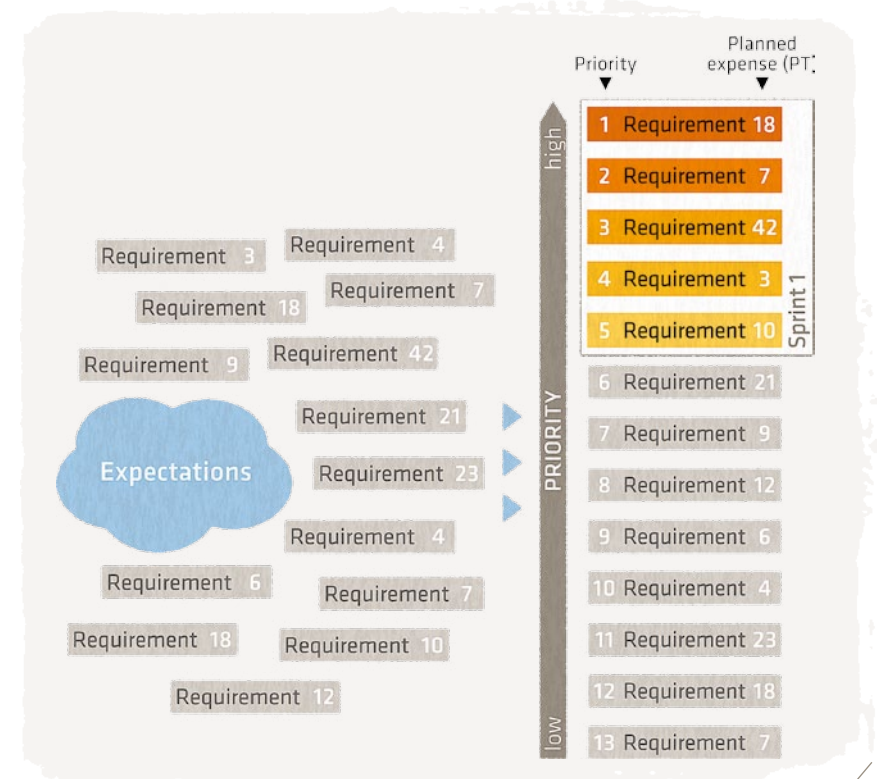 Planned
Priority expense (PT)
high
1 Requirement 18
2 Requirement 7
3 Requirement 42
4 Requirement 3
5 Requirement 10
Sprint 1
Requirement 3
Requirement 4
Requirement 18
Requirement 7
Requirement 9
Requirement 42
Requirement 21
Expectations
Requirement 23
Requirement 4
Requirement 6
Requirement 7
Requirement 18
Requirement 10
Requirement 12
PRIORITY
6 Requirement 21
7 Requirement 9
8 Requirement 12
9 Requirement 6
10 Requirement 4
11 Requirement 23
12 Requirement 18
13 Requirement 7
low